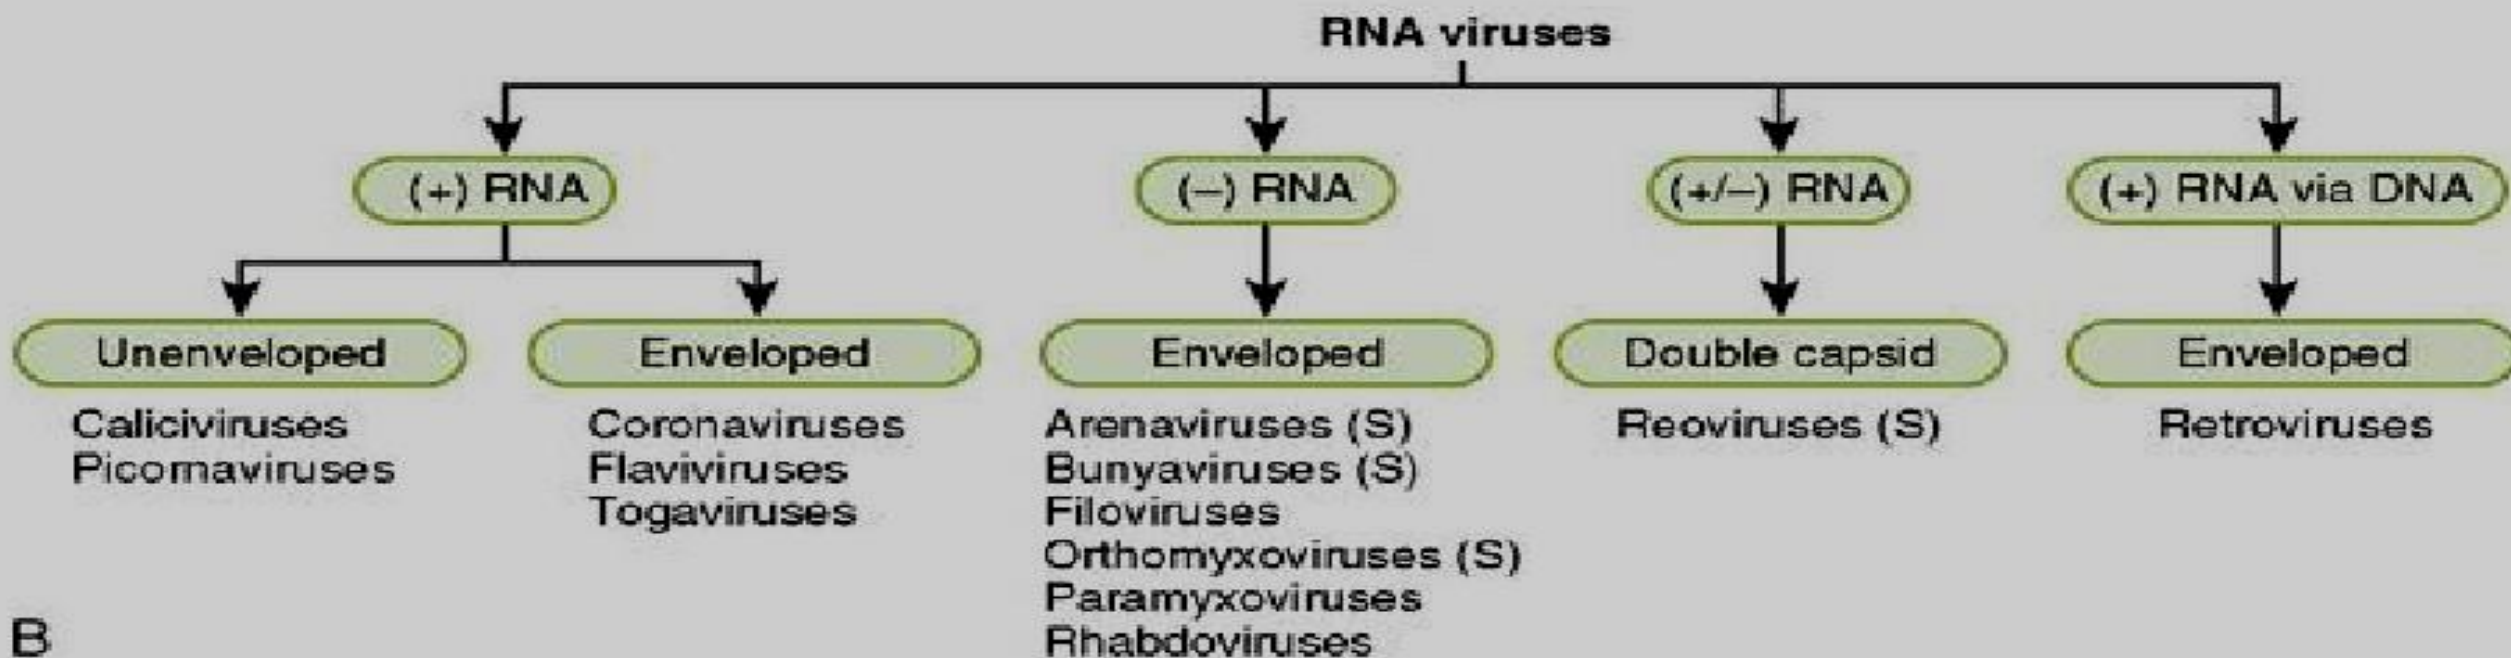 RNA viruses
(+) RNA
(–) RNA
(+/–) RNA
(+) RNA via DNA
Unenveloped
Enveloped
Enveloped
Double capsid
Enveloped
Caliciviruses
Picornaviruses
Coronaviruses
Flaviviruses
Togaviruses
Arenaviruses (S)
Bunyaviruses (S)
Filoviruses
Orthomyxoviruses (S)
Paramyxoviruses
Rhabdoviruses
Reoviruses (S)
Retroviruses
B